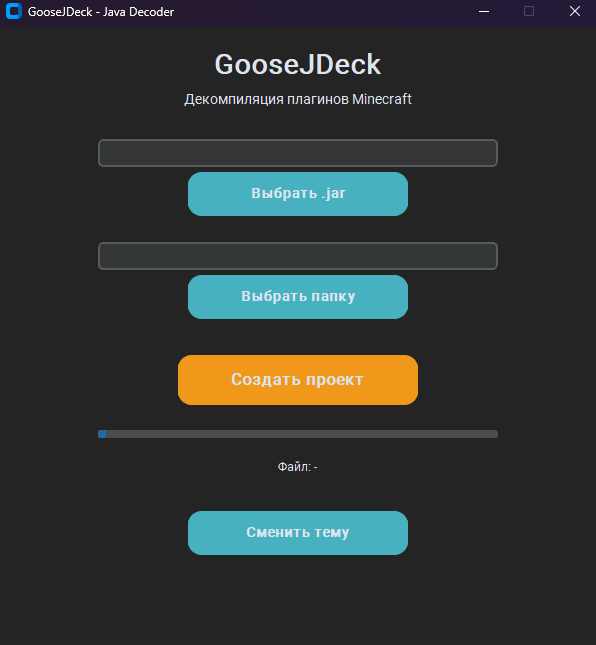 GooseJDeck - Java Decoder
GooseJDeck
Декомпиляция плагинов Minecraft
Выбрать .jar
Выбрать папку
Создать проект
Файл: -
Сменить тему